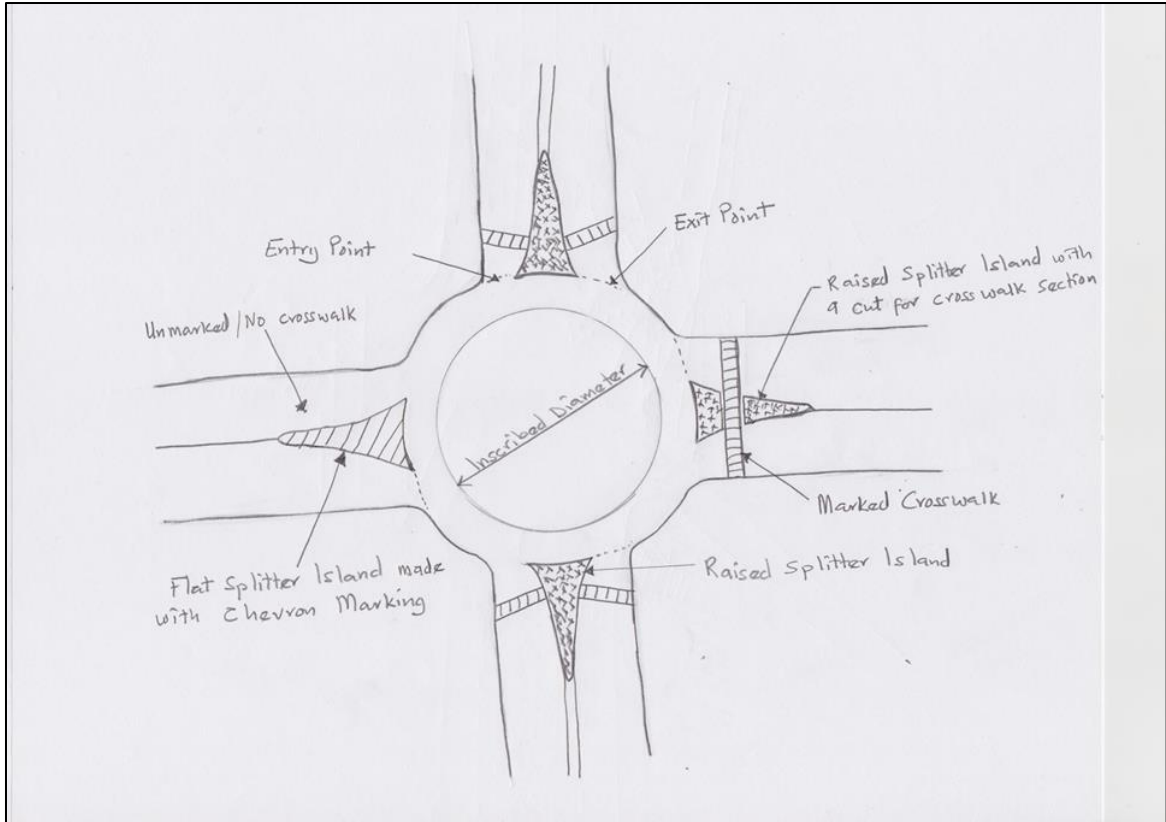 Exit Point
Entry Point
Raised Splitter Island with
a cut for crosswalk section
Unmarked/No crosswalk
Inscribed Diameter
Marked Crosswalk
Raised Splitter Island
Flat Splitter Island made
with Chevron Marking